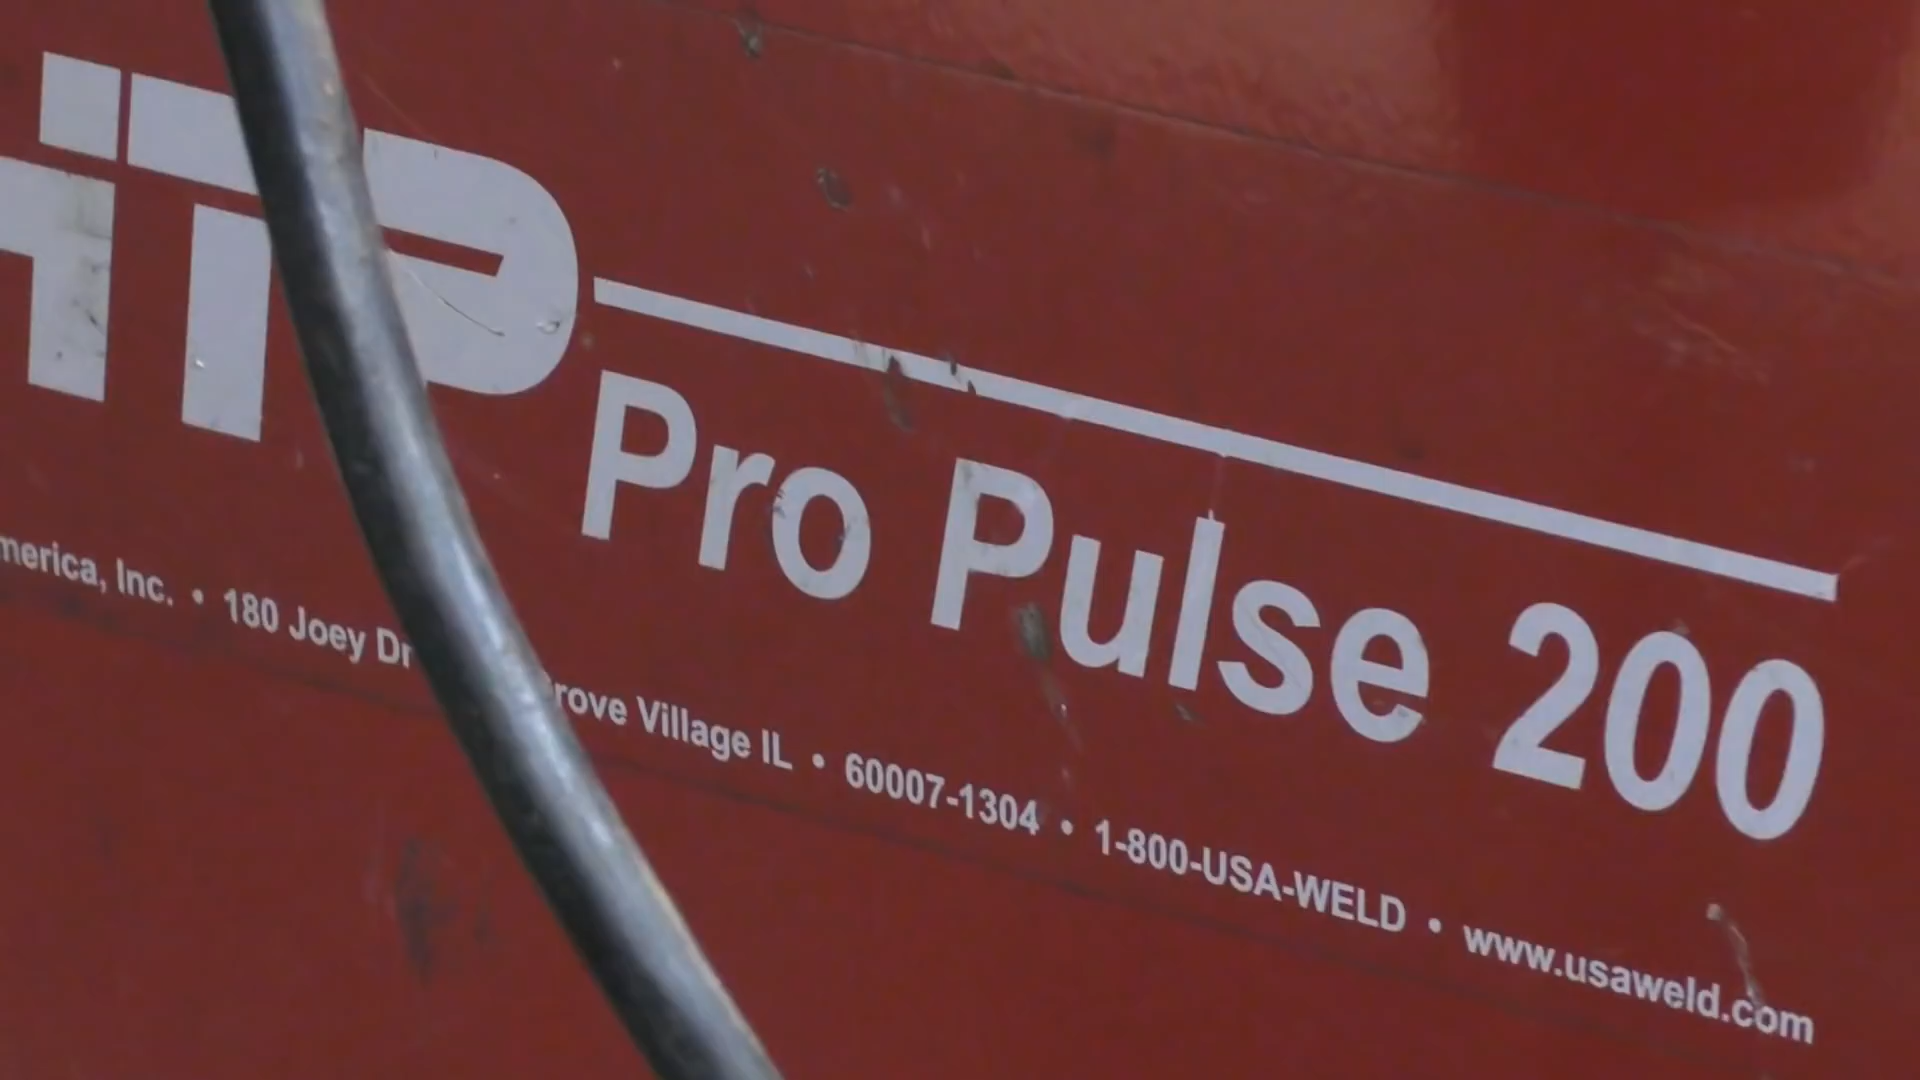 HTP
Pro Pulse 200
merica, Inc. • 180 Joey Dr rove Village IL • 60007-1304 • 1-800-USA-WELD • www.usaweld.com